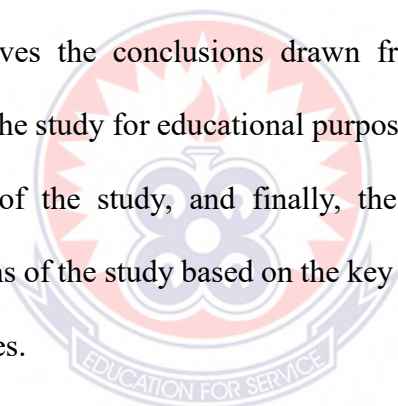 ves the conclusions drawn fr
he study for educational purpos
of the study, and finally, the
ns of the study based on the key
es.
EDUCATION FOR SERVICE